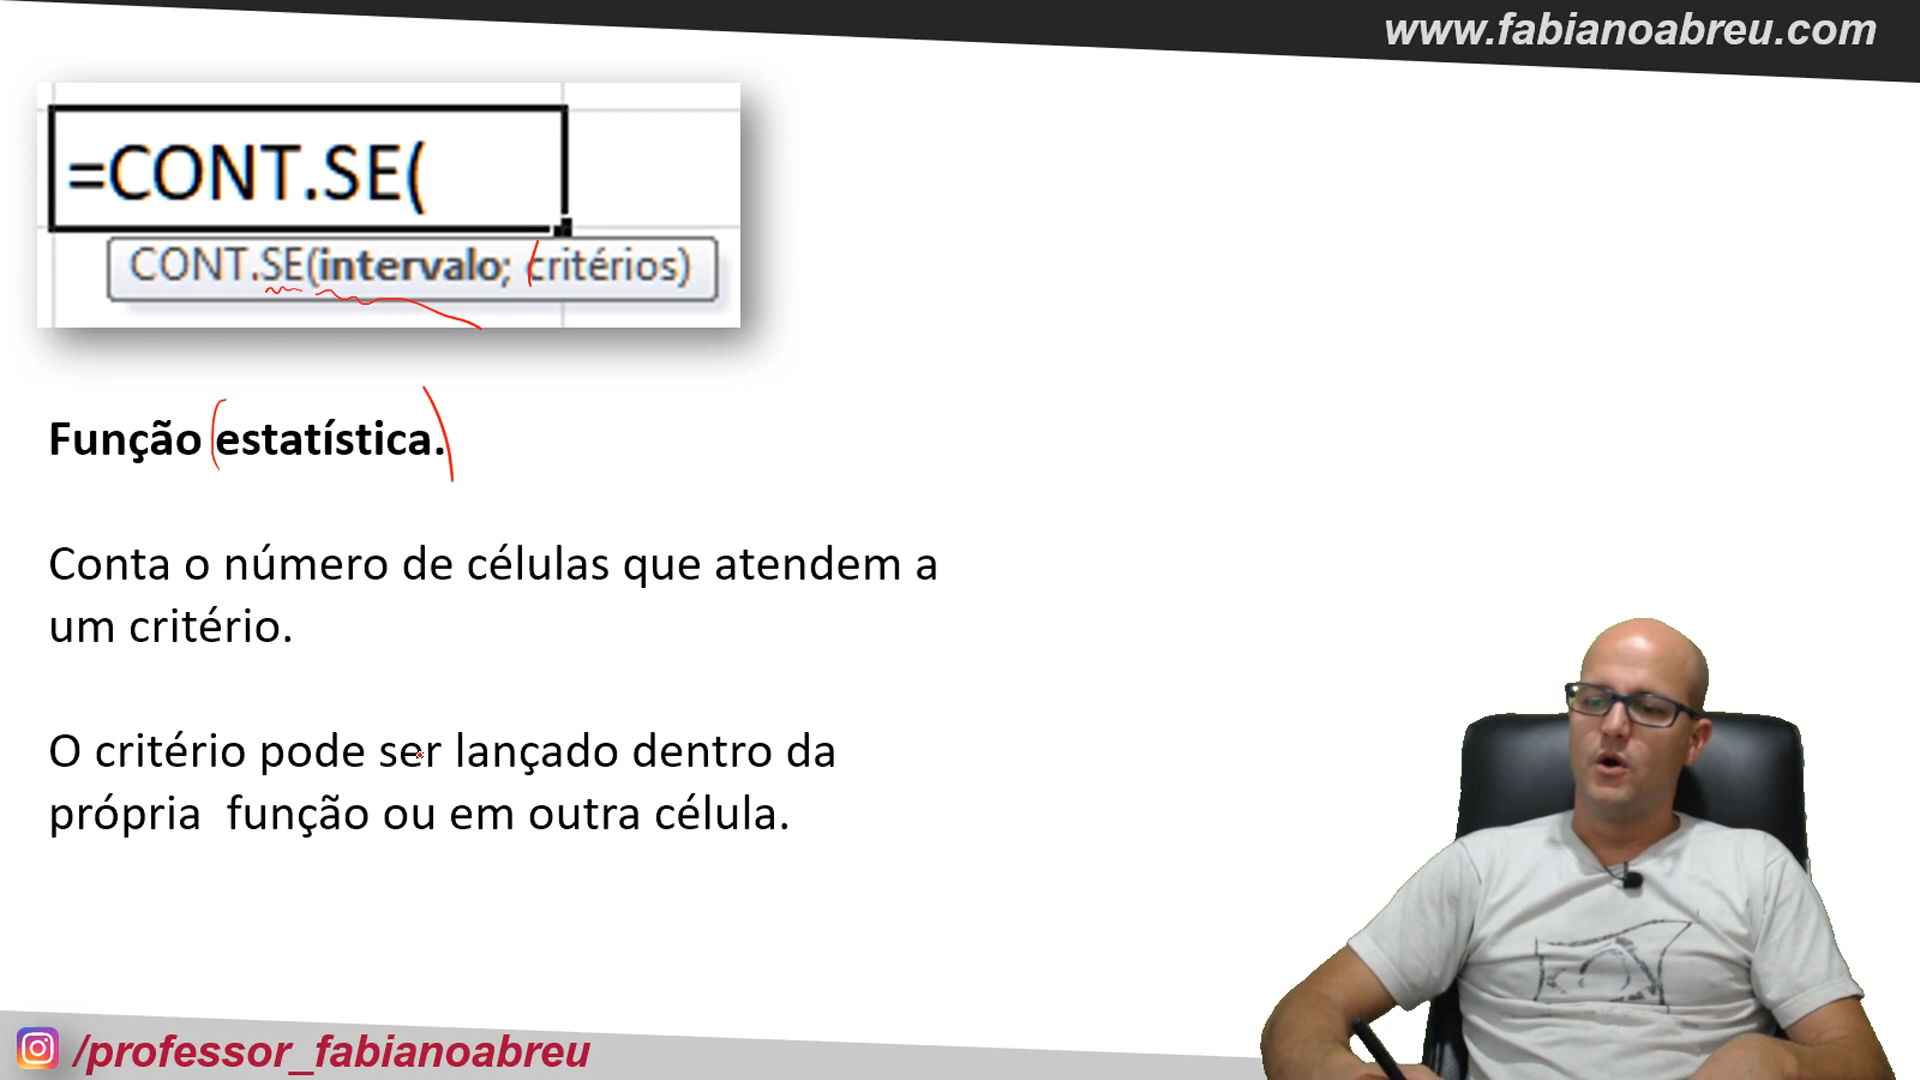 www.fabianoabreu.com
=CONT.SE(
CONT.SE(intervalo; critérios)
Função estatística.
Conta o número de células que atendem a
um critério.
O critério pode ser lançado dentro da
própria  função ou em outra célula.
/professor_fabianoabreu